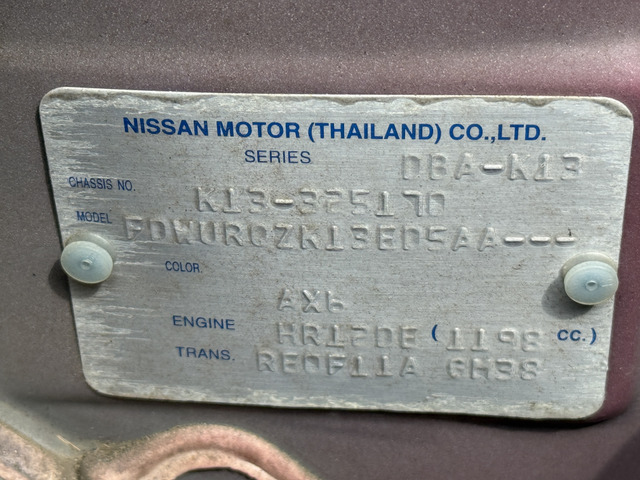 NISSAN MOTOR (THAILAND) CO.,LTD.
SERIES DBA-K13
CHASSIS NO. K13-325170
MODEL FDWURQZK13ED5AA---
COLOR AX6
ENGINE HR12DE (1198 CC.)
TRANS. RE0F11A GH38